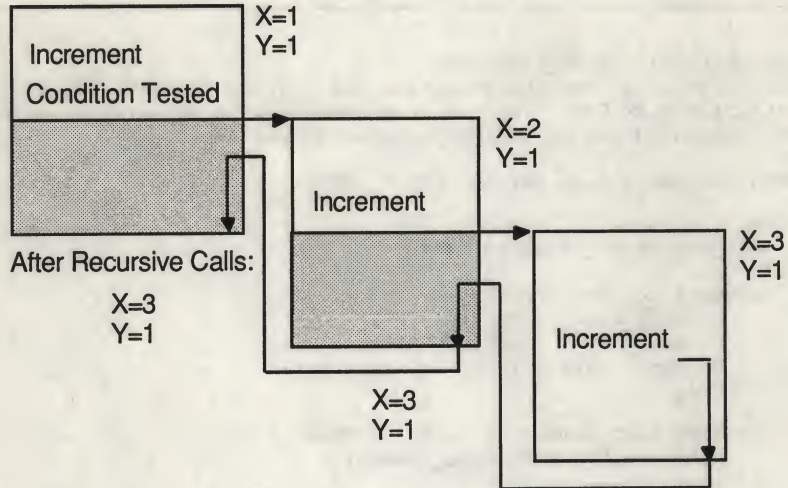 X=1
Y=1
Increment
Condition Tested
X=2
Y=1
Increment
X=3
Y=1
After Recursive Calls:
X=3
Y=1
Increment
X=3
Y=1